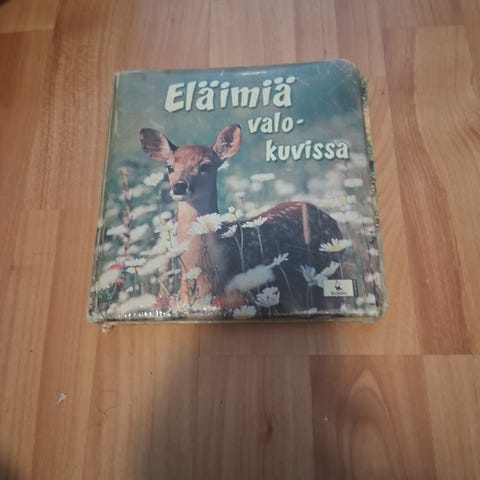 Eläimiä
valo-
kuvissa